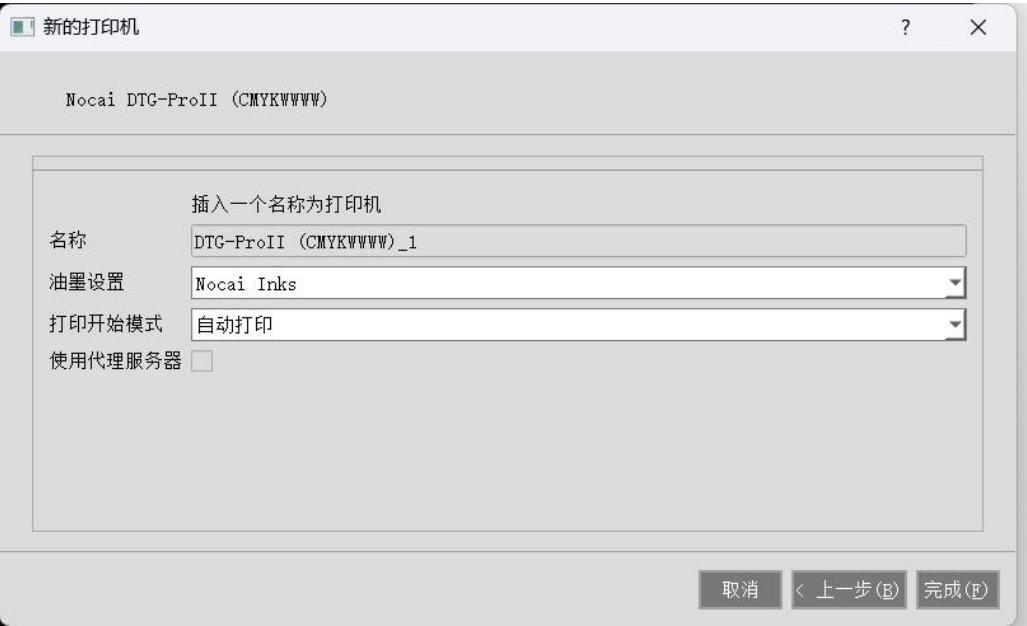 新的打印机
?
Nocai DTG-ProII (CMYKWWWW)
插入一个名称为打印机
名称 DTG-ProII (CMYKWWWW)_1
油墨设置 Nocai Inks
打印开始模式 自动打印
使用代理服务器
取消 < 上一步(B) 完成(F)